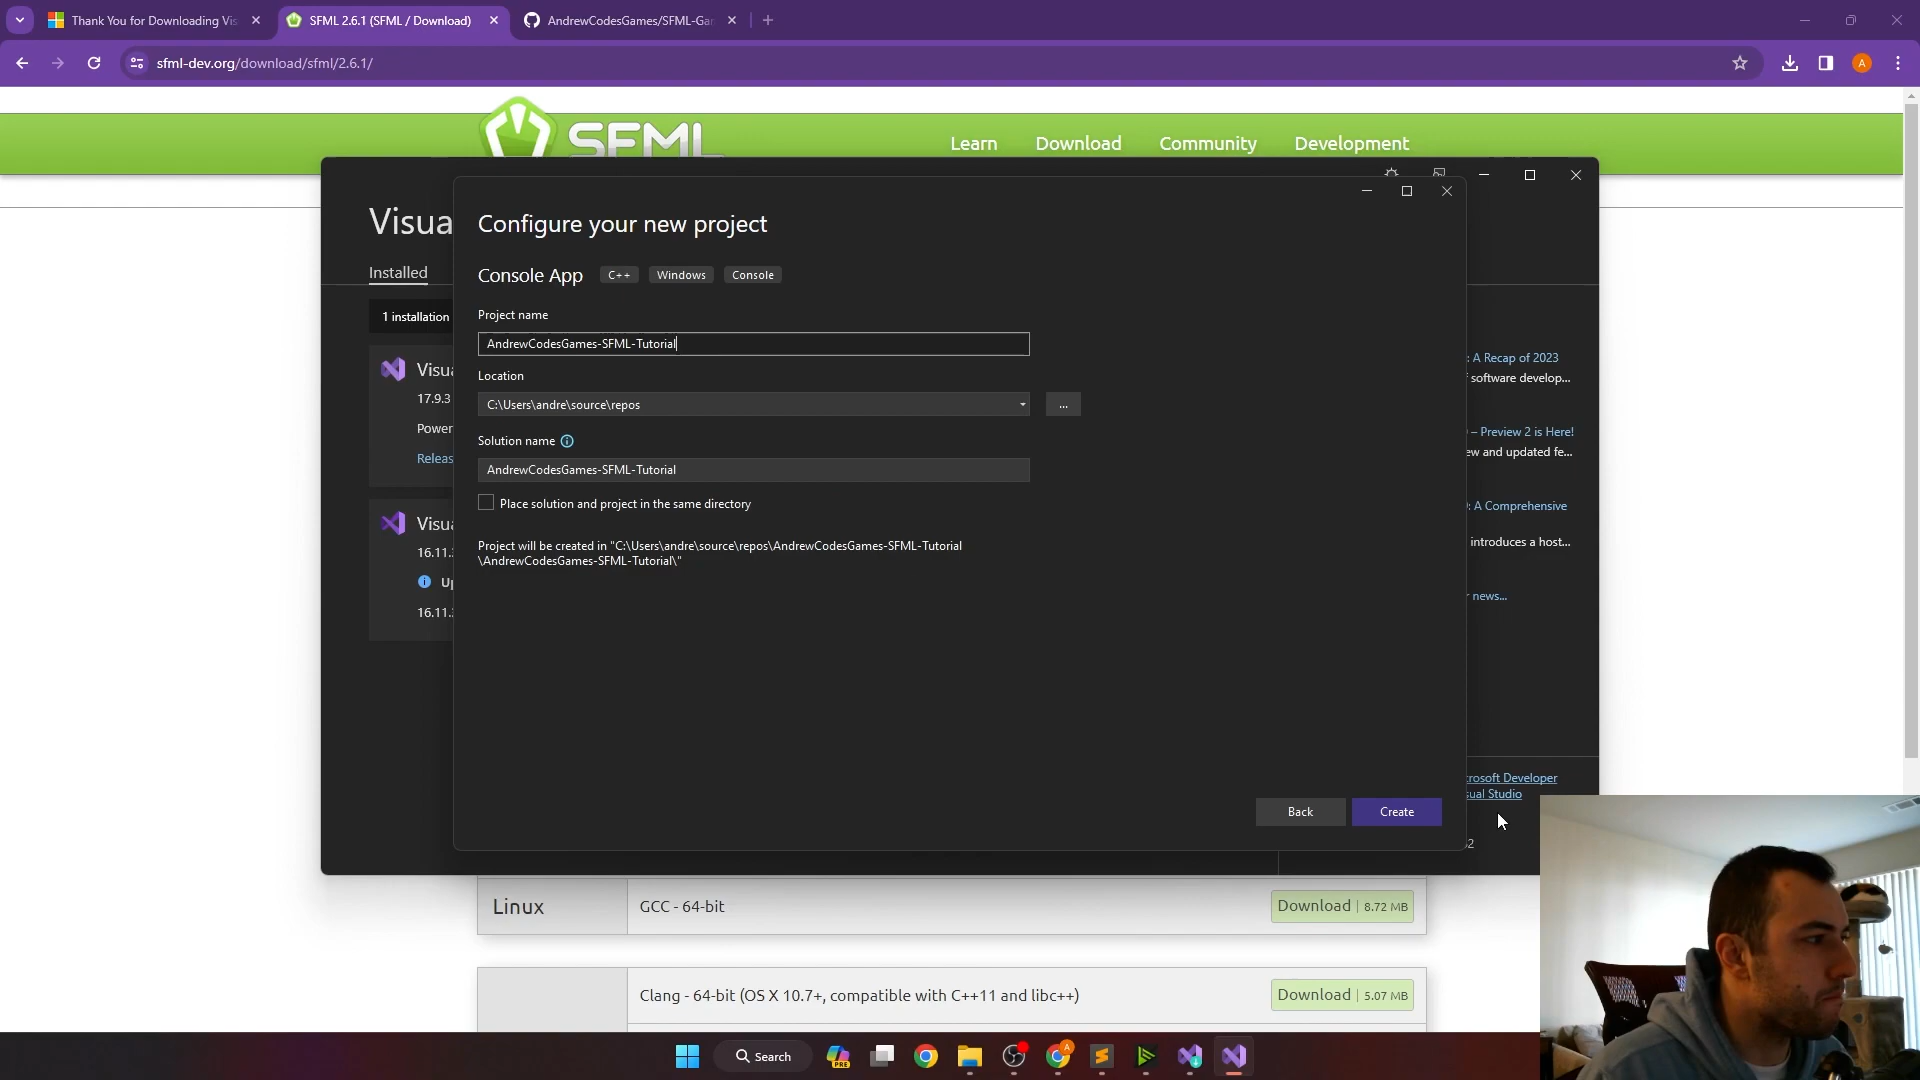 Thank You for Downloading Vis
SFML 2.6.1 (SFML / Download)
AndrewCodesGames/SFML-Gar
sfml-dev.org/download/sfml/2.6.1/
A
SFML
Learn
Download
Community
Development
Visua
Configure your new project
Installed
Console App
C++
Windows
Console
1 installation
Project name
AndrewCodesGames-SFML-Tutorial
Visua
: A Recap of 2023
Location
software develop...
17.9.3
C:\Users\andre\source\repos
...
Power
– Preview 2 is Here!
Solution name
ew and updated fe...
Releas
AndrewCodesGames-SFML-Tutorial
Place solution and project in the same directory
: A Comprehensive
Visua
introduces a host...
16.11.
Project will be created in "C:\Users\andre\source\repos\AndrewCodesGames-SFML-Tutorial
\AndrewCodesGames-SFML-Tutorial\"
Up
news...
16.11.
crosoft Developer
sual Studio
Back
Create
Linux
GCC - 64-bit
Download | 8.72 MB
Clang - 64-bit (OS X 10.7+, compatible with C++11 and libc++)
Download | 5.07 MB
Search
PRE
A